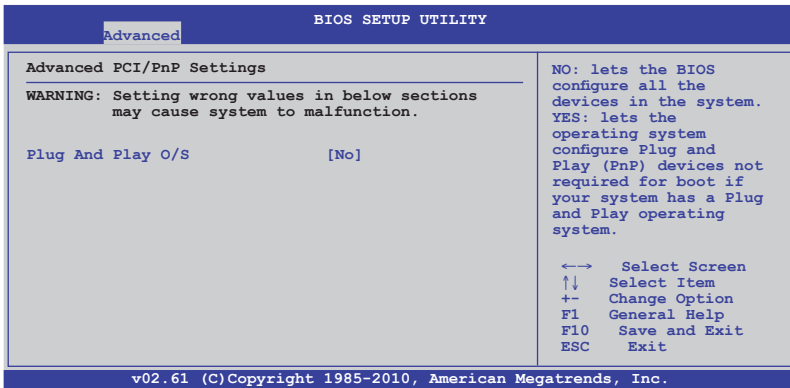 BIOS SETUP UTILITY
Advanced
Advanced PCI/PnP Settings
WARNING: Setting wrong values in below sections
may cause system to malfunction.
Plug And Play O/S [No]
NO: lets the BIOS
configure all the
devices in the system.
YES: lets the
operating system
configure Plug and
Play (PnP) devices not
required for boot if
your system has a Plug
and Play operating
system.
←→ Select Screen
↑↓ Select Item
+- Change Option
F1 General Help
F10 Save and Exit
ESC Exit
v02.61 (C)Copyright 1985-2010, American Megatrends, Inc.